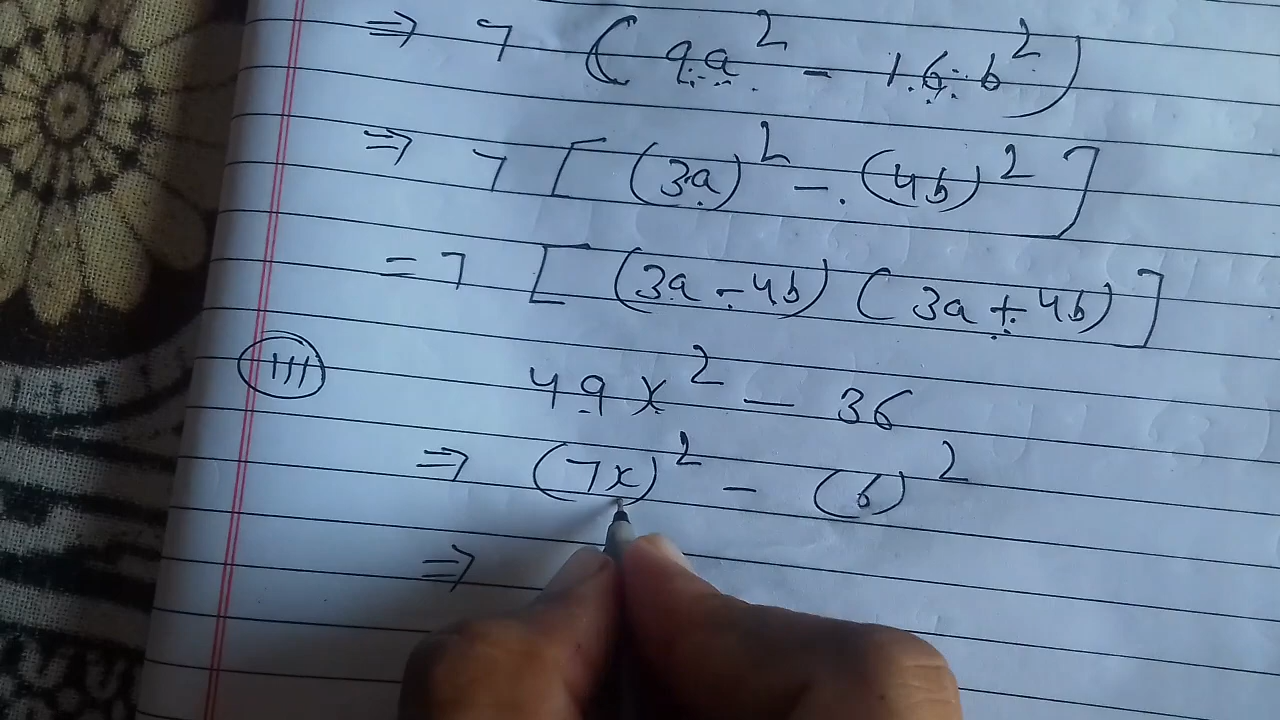 ⇒ 7 (9a² - 16b²)
⇒ 7 [(3a)² - (4b)²]
= 7 [(3a-4b) (3a+4b)]
III 49x² - 36
⇒ (7x)² - (6)²
⇒